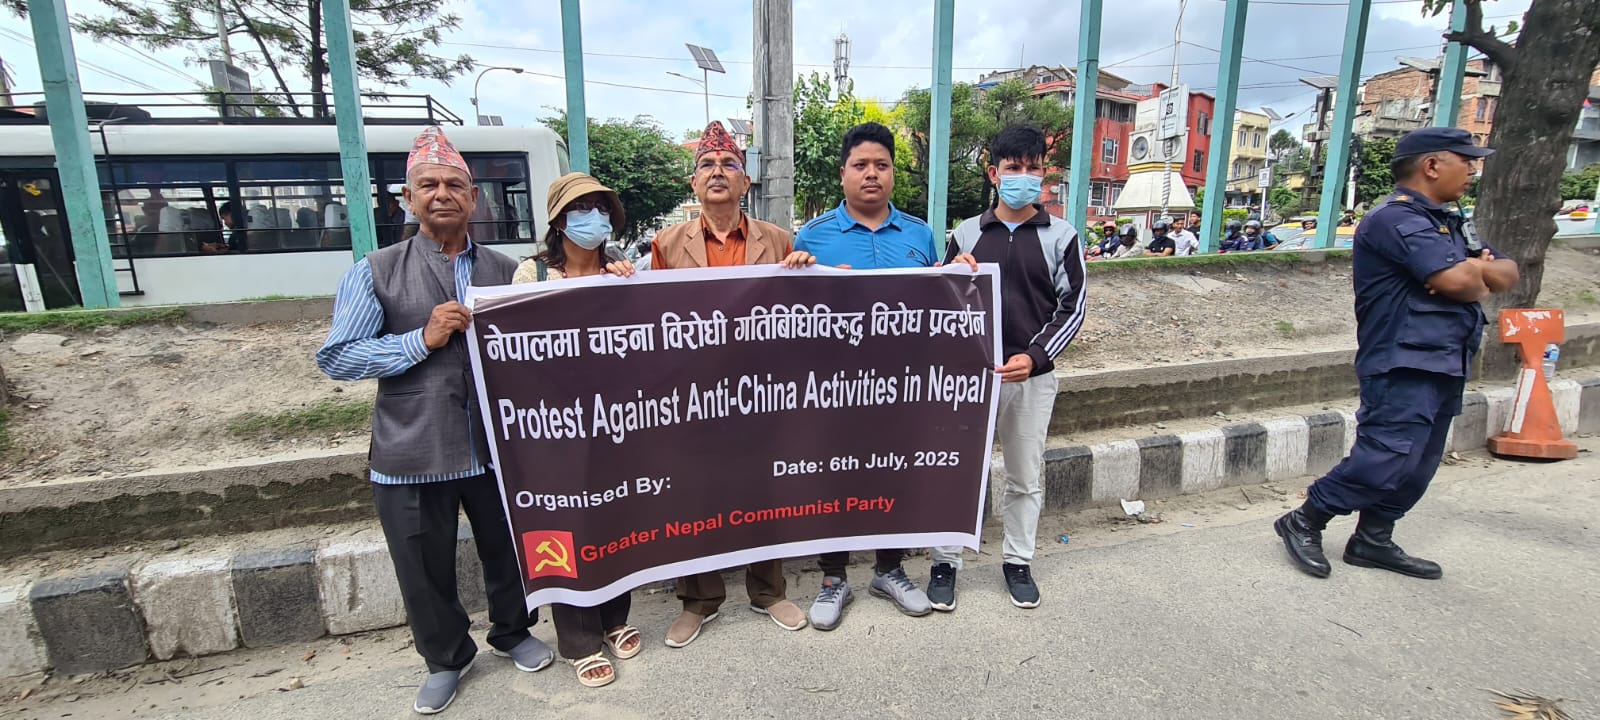 नेपालमा चाइना विरोधी गतिबिधिविरुद्ध विरोध प्रदर्शन
Protest Against Anti-China Activities in Nepal
Date: 6th July, 2025
Organised By:
Greater Nepal Communist Party